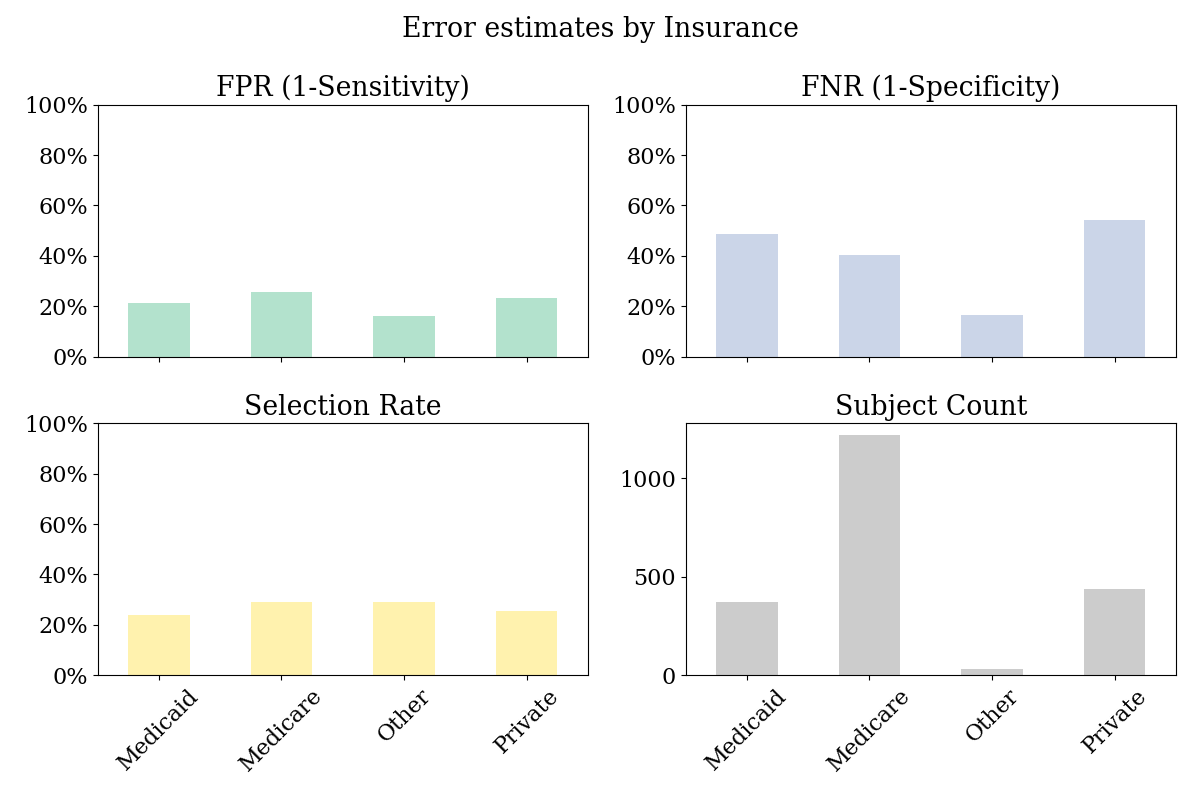 Error estimates by Insurance
FPR (1-Sensitivity)
100%
80%
60%
40%
20%
0%
FNR (1-Specificity)
100%
80%
60%
40%
20%
0%
Selection Rate
100%
80%
60%
40%
20%
0%
Medicaid
Medicare
Other
Private
Subject Count
1000
500
0
Medicaid
Medicare
Other
Private